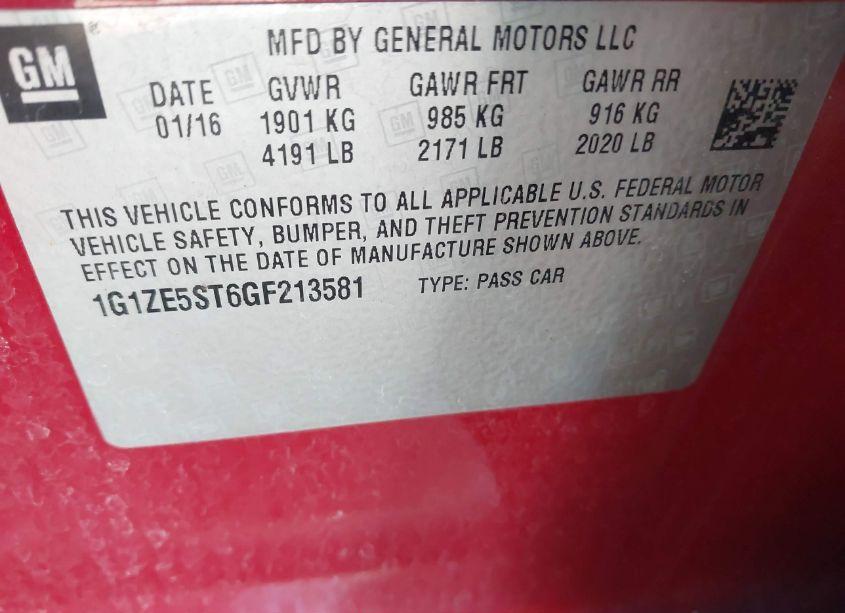 GM
MFD BY GENERAL MOTORS LLC
DATE GVWR GAWR FRT GAWR RR
01/16 1901 KG 985 KG 916 KG
4191 LB 2171 LB 2020 LB
THIS VEHICLE CONFORMS TO ALL APPLICABLE U.S. FEDERAL MOTOR
VEHICLE SAFETY, BUMPER, AND THEFT PREVENTION STANDARDS IN
EFFECT ON THE DATE OF MANUFACTURE SHOWN ABOVE.
1G1ZE5ST6GF213581 TYPE: PASS CAR